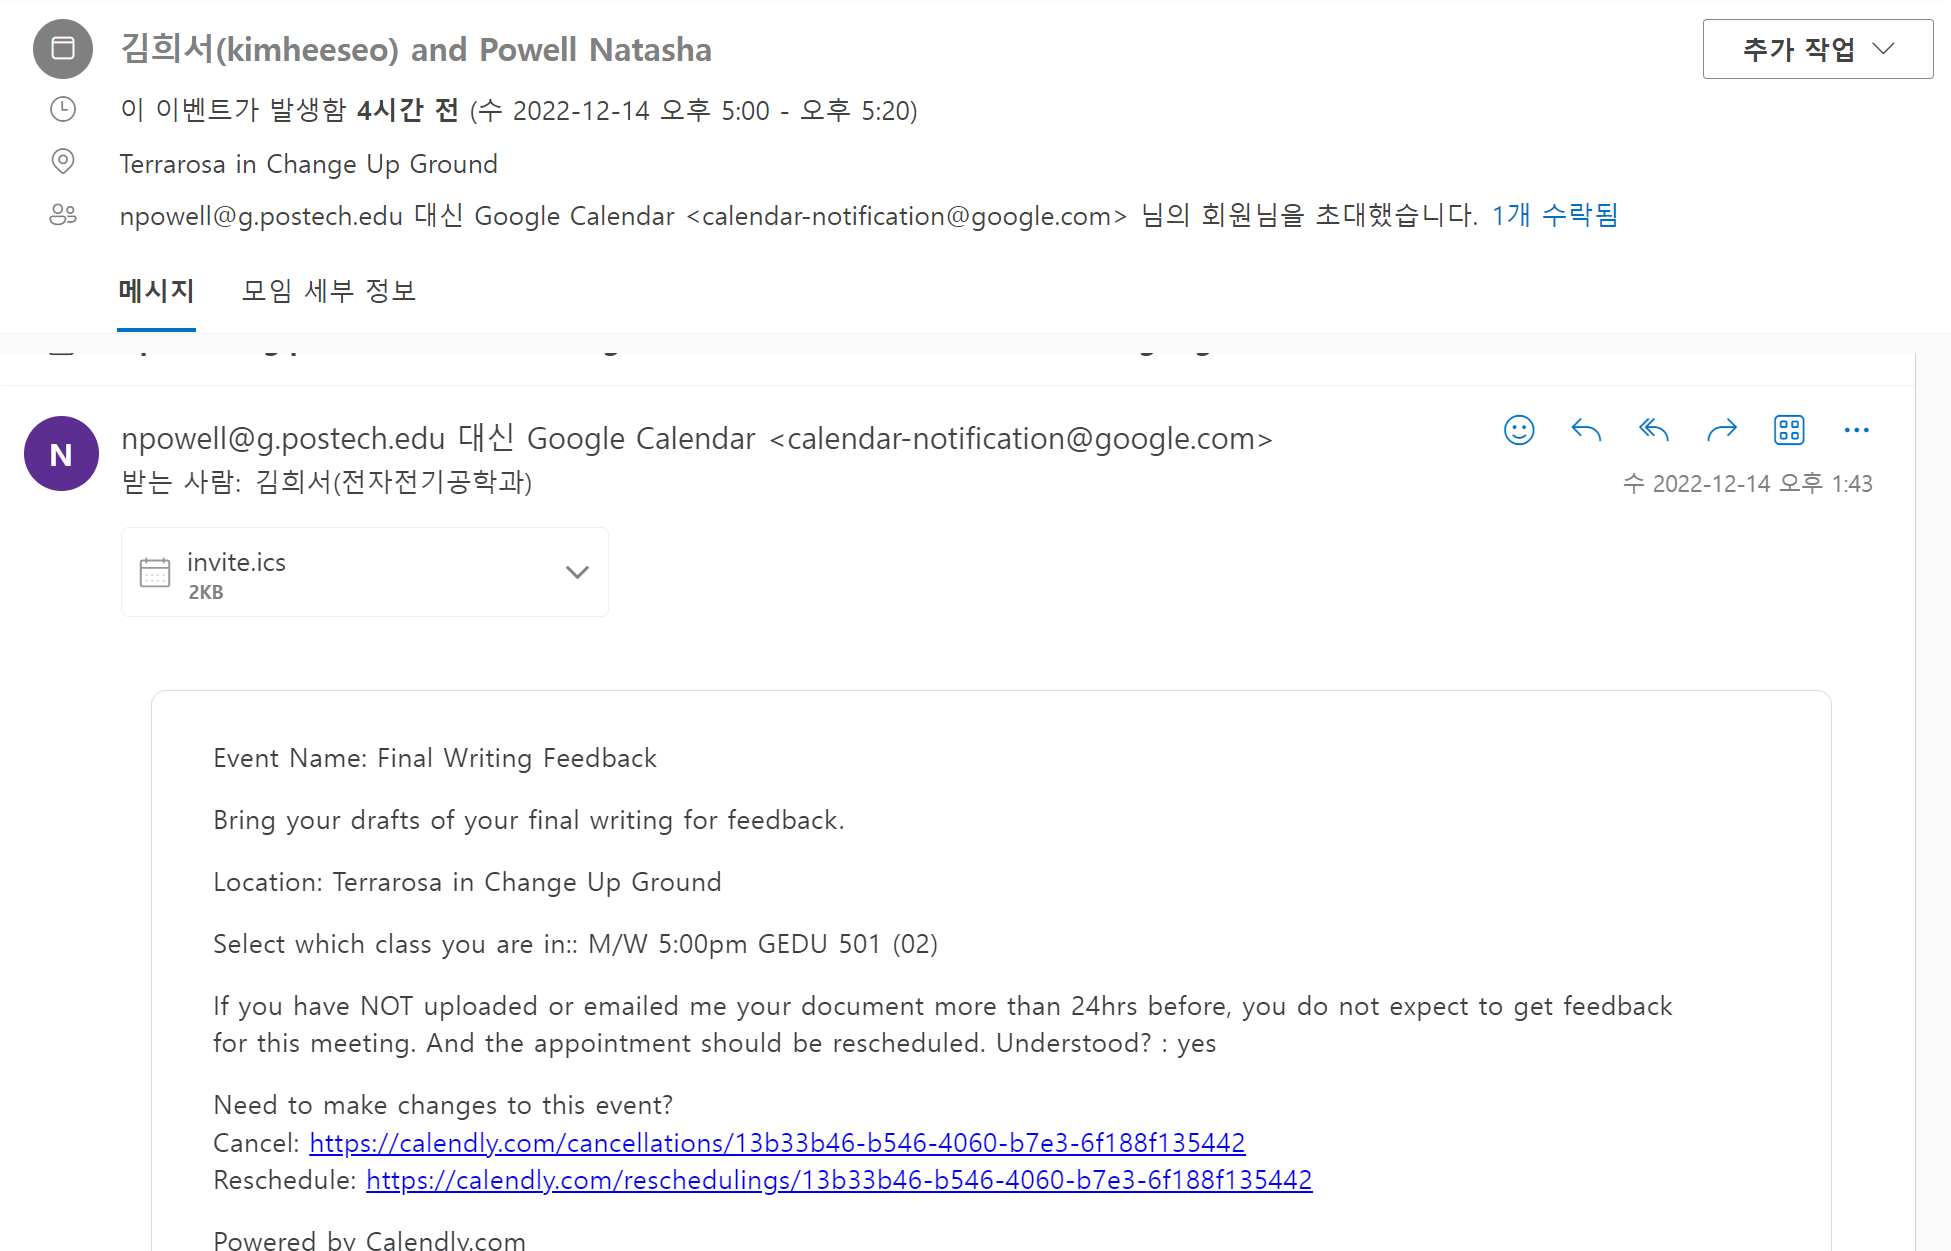 김희서(kimheeseo) and Powell Natasha
추가 작업
이 이벤트가 발생함 4시간 전 (수 2022-12-14 오후 5:00 - 오후 5:20)
Terrarosa in Change Up Ground
npowell@g.postech.edu 대신 Google Calendar <calendar-notification@google.com> 님의 회원님을 초대했습니다. 1개 수락됨
메시지 모임 세부 정보
N
npowell@g.postech.edu 대신 Google Calendar <calendar-notification@google.com>
받는 사람: 김희서(전자전기공학과)
수 2022-12-14 오후 1:43
invite.ics
2KB
Event Name: Final Writing Feedback
Bring your drafts of your final writing for feedback.
Location: Terrarosa in Change Up Ground
Select which class you are in:: M/W 5:00pm GEDU 501 (02)
If you have NOT uploaded or emailed me your document more than 24hrs before, you do not expect to get feedback
for this meeting. And the appointment should be rescheduled. Understood? : yes
Need to make changes to this event?
Cancel: https://calendly.com/cancellations/13b33b46-b546-4060-b7e3-6f188f135442
Reschedule: https://calendly.com/reschedulings/13b33b46-b546-4060-b7e3-6f188f135442
Powered by Calendly.com